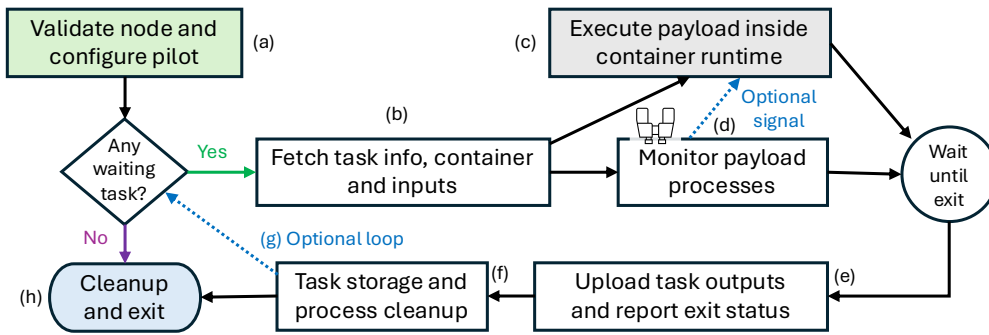 Validate node and
configure pilot
(a)
(c)
Execute payload inside
container runtime
Optional
signal
(b)
(d)
Any
waiting
task?
Yes
Fetch task info, container
and inputs
Monitor payload
processes
Wait
until
exit
No
(g) Optional loop
(h)
Cleanup
and exit
Task storage and
process cleanup
(f)
Upload task outputs
and report exit status
(e)